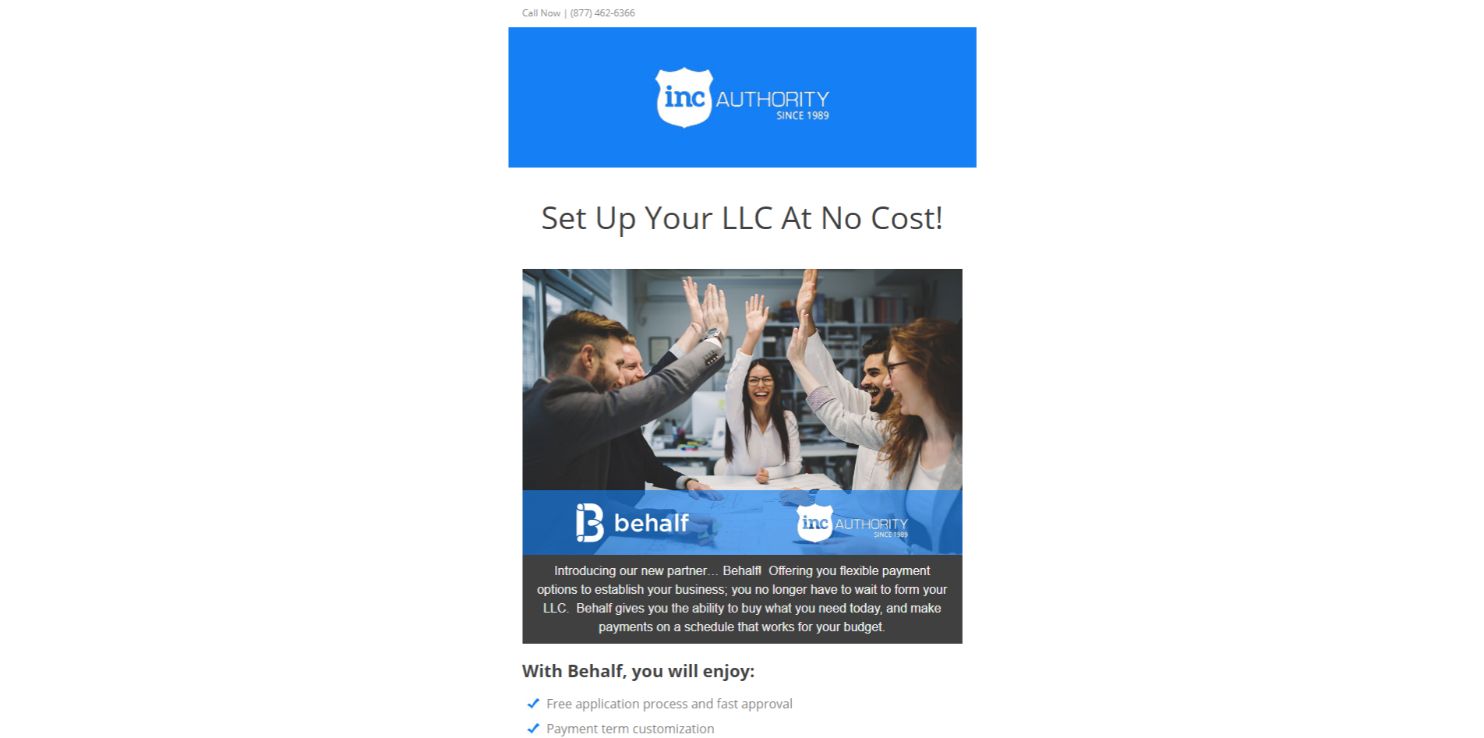 Call Now | (877) 462-6366
inc AUTHORITY
SINCE 1989
Set Up Your LLC At No Cost!
B behalf
inc AUTHORITY
SINCE 1989
Introducing our new partner... Behalf! Offering you flexible payment
options to establish your business; you no longer have to wait to form your
LLC. Behalf gives you the ability to buy what you need today, and make
payments on a schedule that works for your budget.
With Behalf, you will enjoy:
Free application process and fast approval
Payment term customization